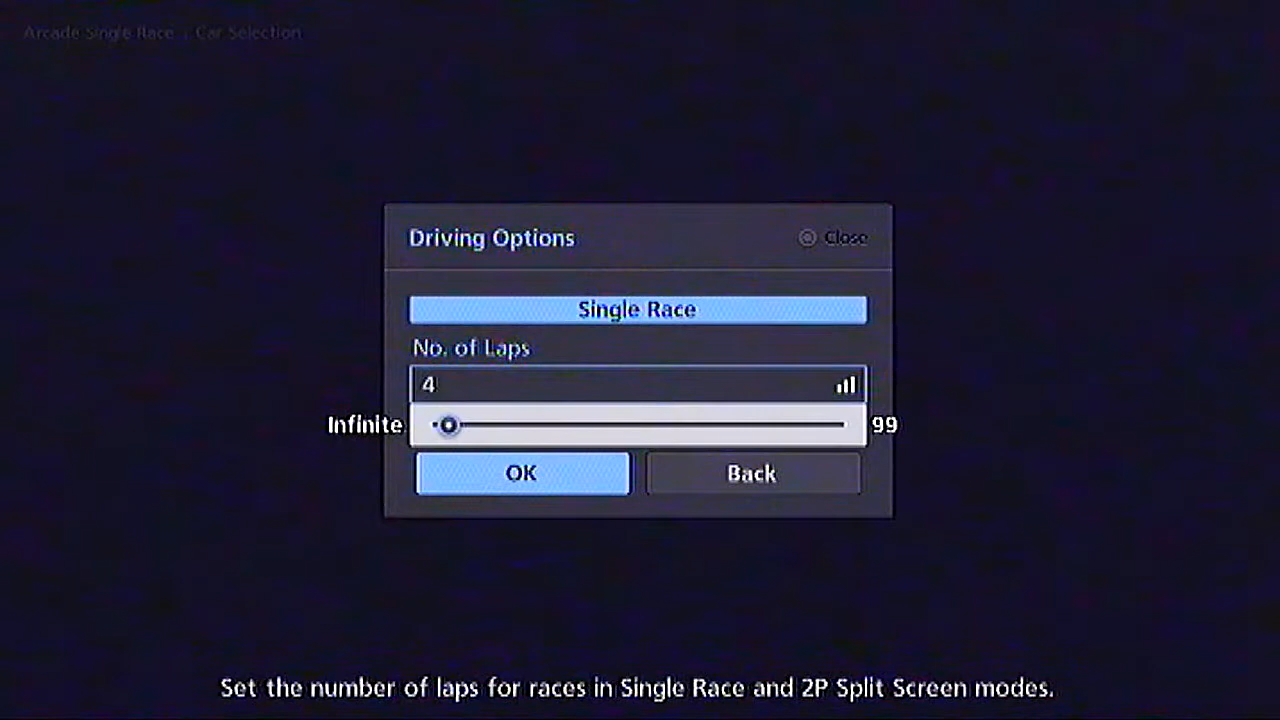 Arcade Single Race : Car Selection
Driving Options
Close
Single Race
No. of Laps
4
Infinite
99
OK
Back
Set the number of laps for races in Single Race and 2P Split Screen modes.